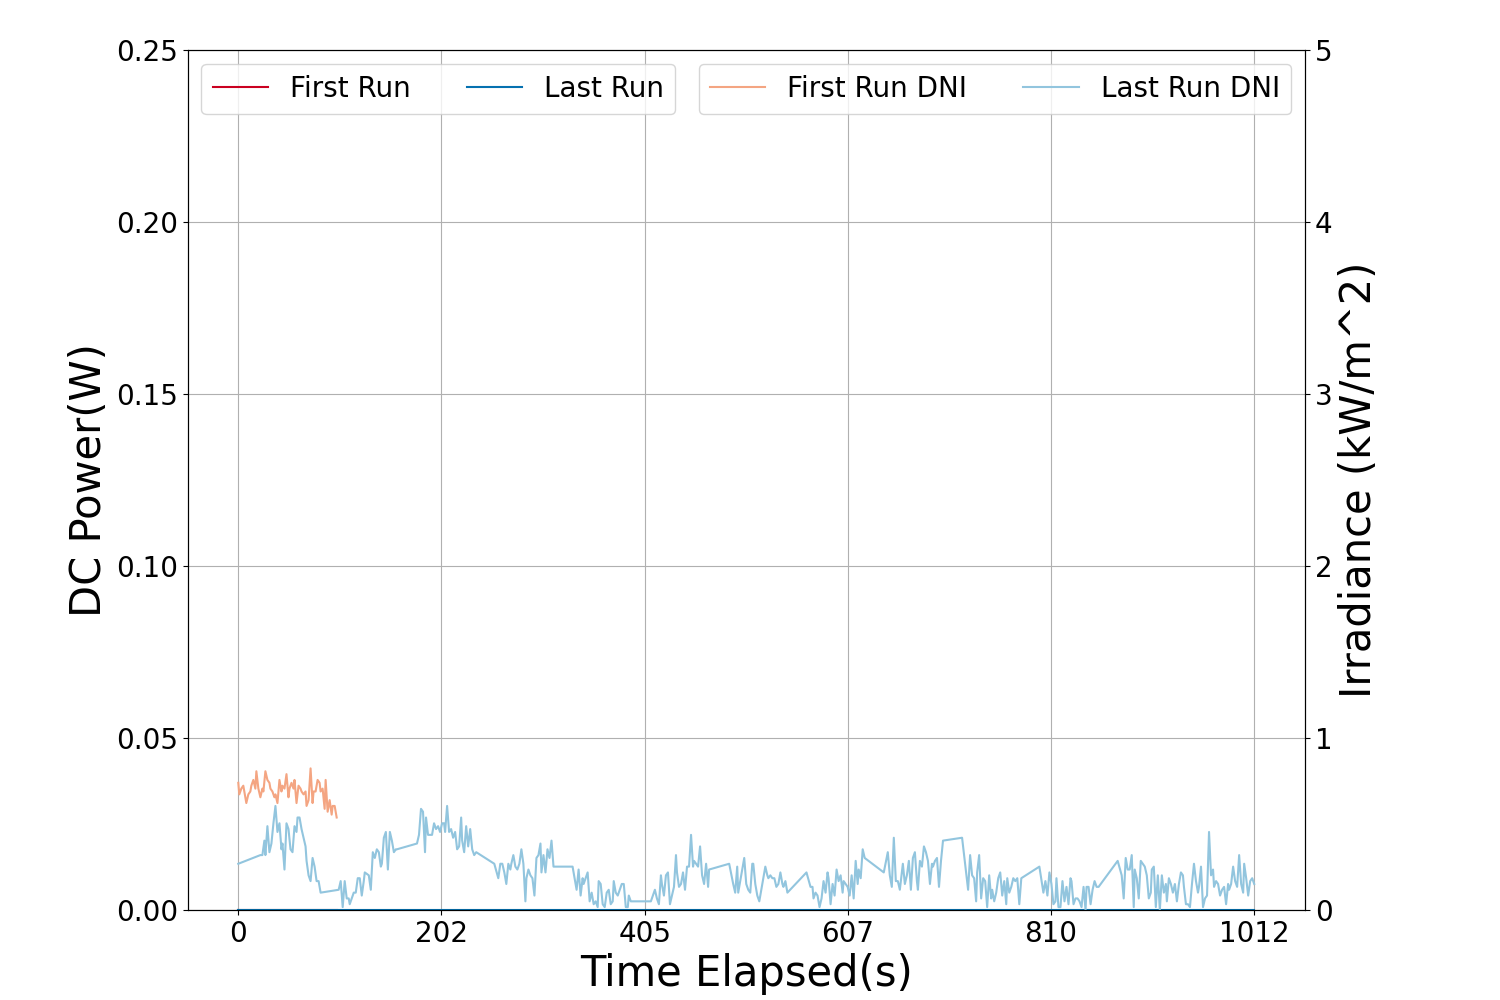 First Run
Last Run
First Run DNI
Last Run DNI
DC Power(W)
0.25
0.20
0.15
0.10
0.05
0.00
5
4
3
2
1
0
Irradiance (kW/m^2)
0
202
405
607
810
1012
Time Elapsed(s)